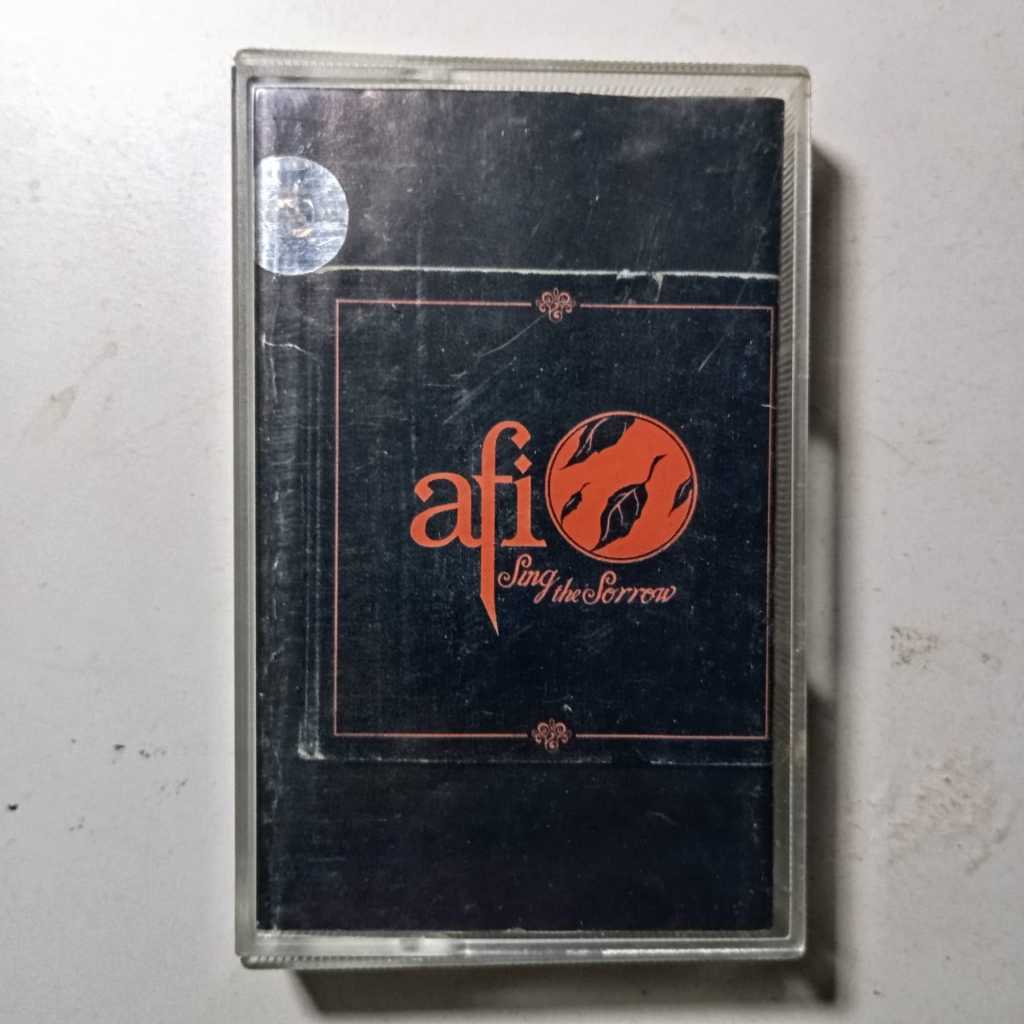 afi
Sing the Sorrow